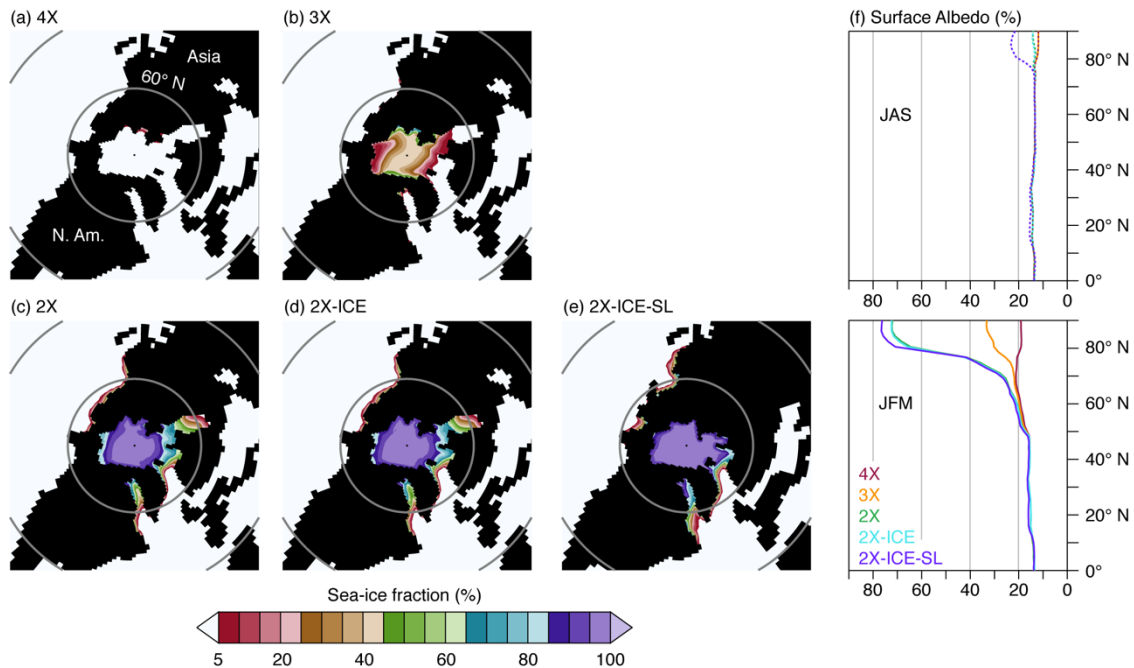 (a) 4X
(b) 3X
(f) Surface Albedo (%)
Asia
60° N
N. Am.
80° N
60° N
JAS
40° N
20° N
0°
80 60 40 20 0
(c) 2X
(d) 2X-ICE
(e) 2X-ICE-SL
80° N
60° N
JFM
40° N
4X
3X
2X
20° N
2X-ICE
2X-ICE-SL
0°
80 60 40 20 0
Sea-ice fraction (%)
5 20 40 60 80 100